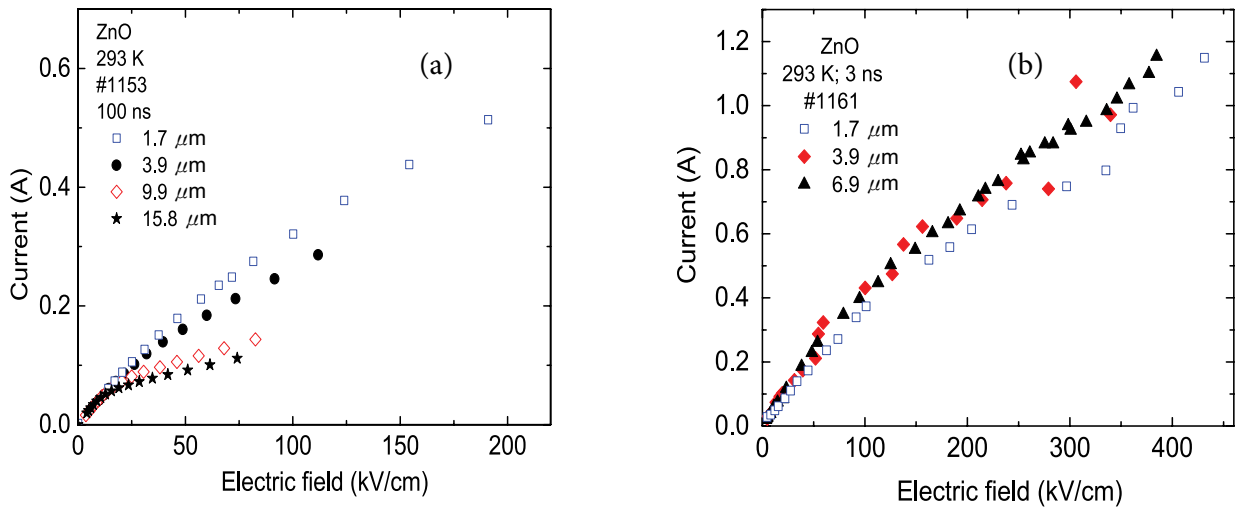 ZnO
293 K
#1153
100 ns
1.7 μm
3.9 μm
9.9 μm
15.8 μm
(a)
0.6
0.4
0.2
0.0
Current (A)
0 50 100 150 200
Electric field (kV/cm)
ZnO
293 K; 3 ns
#1161
1.7 μm
3.9 μm
6.9 μm
(b)
1.2
1.0
0.8
0.6
0.4
0.2
0.0
Current (A)
0 100 200 300 400
Electric field (kV/cm)